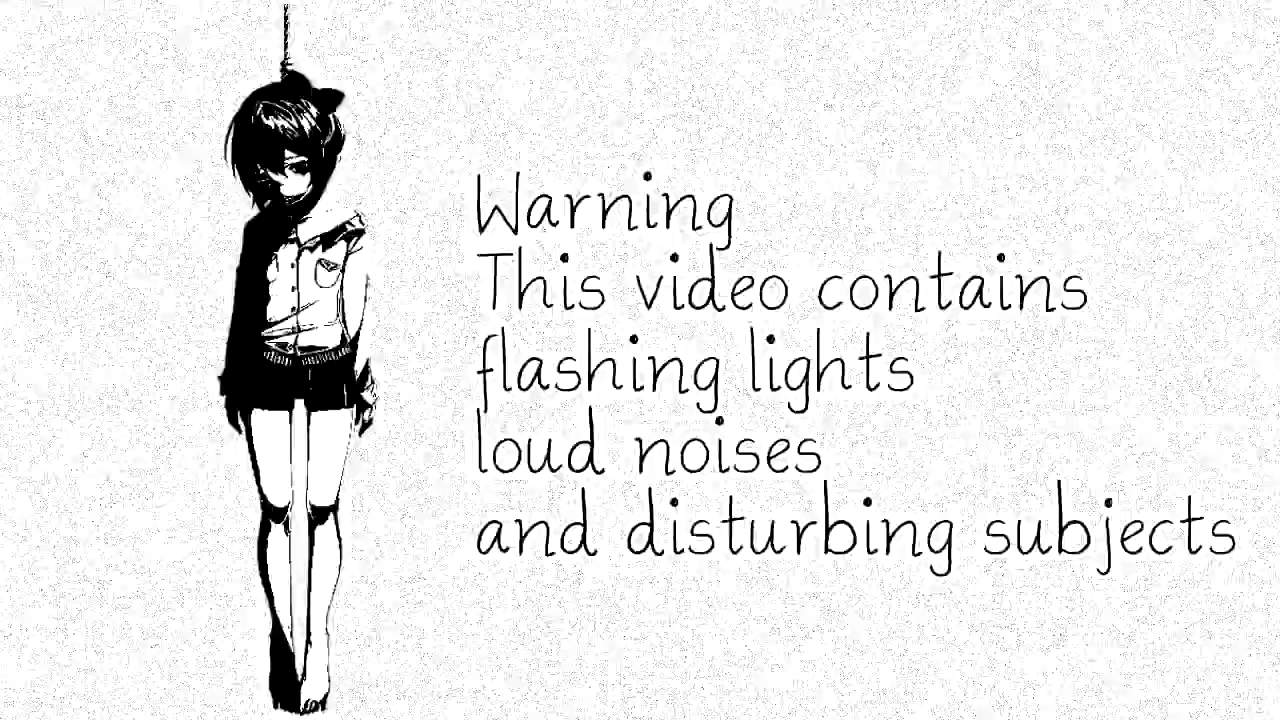 Warning
This video contains
flashing lights
loud noises
and disturbing subjects